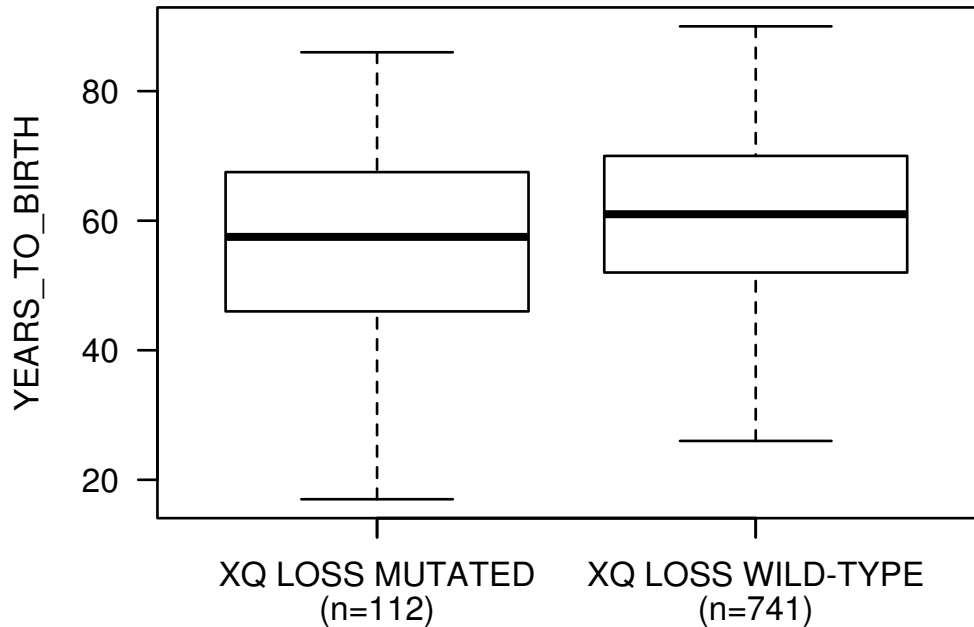 YEARS_TO_BIRTH
80
60
40
20
XQ LOSS MUTATED
(n=112)
XQ LOSS WILD-TYPE
(n=741)